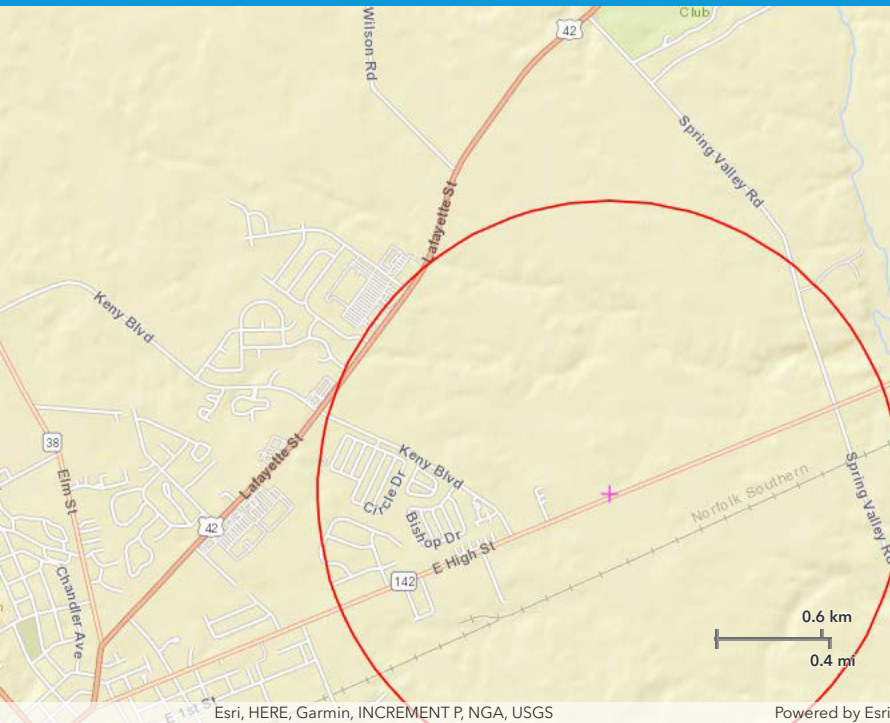 Club
Wilson Rd
42
Spring Valley Rd
Lafayette St
Keny Blvd
38
Lafayette St
Keny Blvd
Elm St
Circle Dr
Spring Valley Rd
Norfolk Southern
42
Bishop Dr
E High St
142
Chandler Ave
0.6 km
0.4 mi
E 1st St
Esri, HERE, Garmin, INCREMENT P, NGA, USGS
Powered by Esri